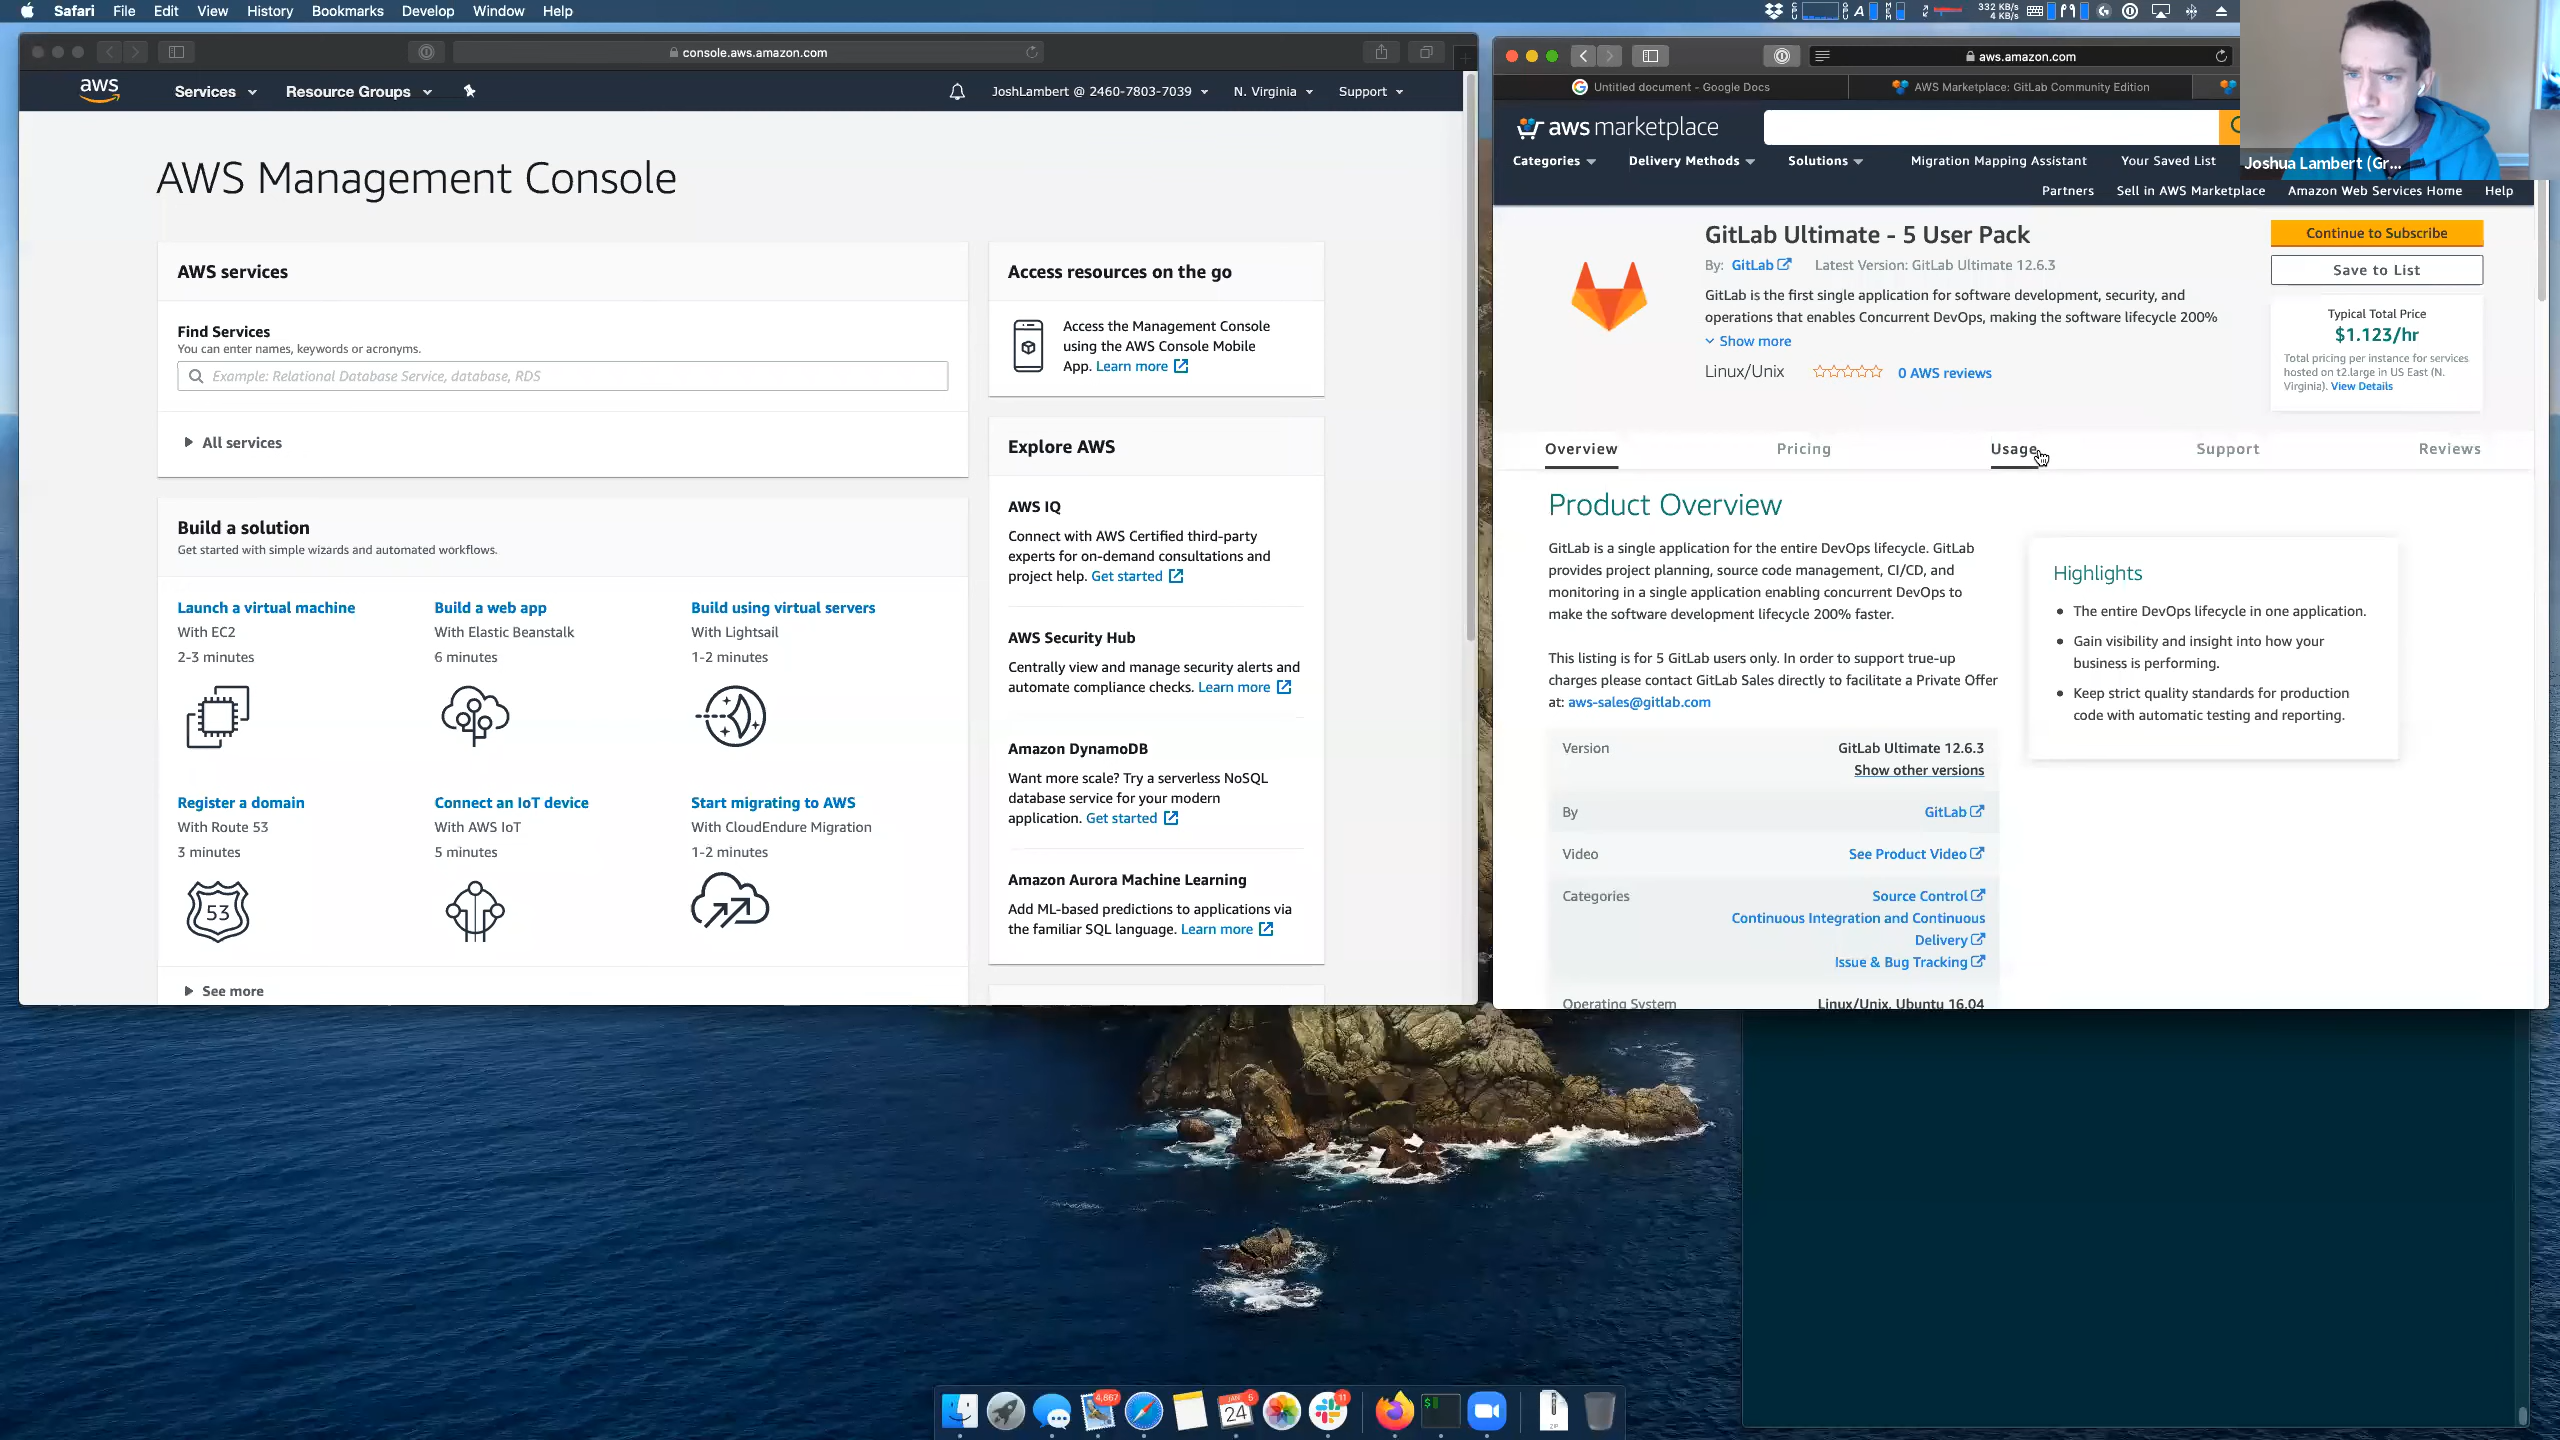 Safari File Edit View History Bookmarks Develop Window Help
332 KB/s
4 KB/s
console.aws.amazon.com
aws
Services
Resource Groups
JoshLambert @ 2460-7803-7039
N. Virginia
Support
AWS Management Console
AWS services
Find Services
You can enter names, keywords or acronyms.
Example: Relational Database Service, database, RDS
All services
Build a solution
Get started with simple wizards and automated workflows.
Launch a virtual machine
With EC2
2-3 minutes
Build a web app
With Elastic Beanstalk
6 minutes
Build using virtual servers
With Lightsail
1-2 minutes
Register a domain
With Route 53
3 minutes
53
Connect an IoT device
With AWS IoT
5 minutes
Start migrating to AWS
With CloudEndure Migration
1-2 minutes
See more
Access resources on the go
Access the Management Console
using the AWS Console Mobile
App. Learn more
Explore AWS
AWS IQ
Connect with AWS Certified third-party
experts for on-demand consultations and
project help. Get started
AWS Security Hub
Centrally view and manage security alerts and
automate compliance checks. Learn more
Amazon DynamoDB
Want more scale? Try a serverless NoSQL
database service for your modern
application. Get started
Amazon Aurora Machine Learning
Add ML-based predictions to applications via
the familiar SQL language. Learn more
aws.amazon.com
Untitled document - Google Docs
AWS Marketplace: GitLab Community Edition
aws marketplace
Categories
Delivery Methods
Solutions
Migration Mapping Assistant
Your Saved List
Joshua Lambert (Gr...
Partners
Sell in AWS Marketplace
Amazon Web Services Home
Help
GitLab Ultimate - 5 User Pack
By: GitLab
Latest Version: GitLab Ultimate 12.6.3
GitLab is the first single application for software development, security, and
operations that enables Concurrent DevOps, making the software lifecycle 200%
Show more
Linux/Unix
0 AWS reviews
Continue to Subscribe
Save to List
Typical Total Price
$1.123/hr
Total pricing per instance for services
hosted on t2.large in US East (N.
Virginia). View Details
Overview
Pricing
Usage
Support
Reviews
Product Overview
GitLab is a single application for the entire DevOps lifecycle. GitLab
provides project planning, source code management, CI/CD, and
monitoring in a single application enabling concurrent DevOps to
make the software development lifecycle 200% faster.
This listing is for 5 GitLab users only. In order to support true-up
charges please contact GitLab Sales directly to facilitate a Private Offer
at: aws-sales@gitlab.com
Version
GitLab Ultimate 12.6.3
Show other versions
By
GitLab
Video
See Product Video
Categories
Source Control
Continuous Integration and Continuous
Delivery
Issue & Bug Tracking
Operating System
Linux/Unix, Ubuntu 16.04
Highlights
The entire DevOps lifecycle in one application.
Gain visibility and insight into how your
business is performing.
Keep strict quality standards for production
code with automatic testing and reporting.
4,667
JAN
24
6
11
ZIP